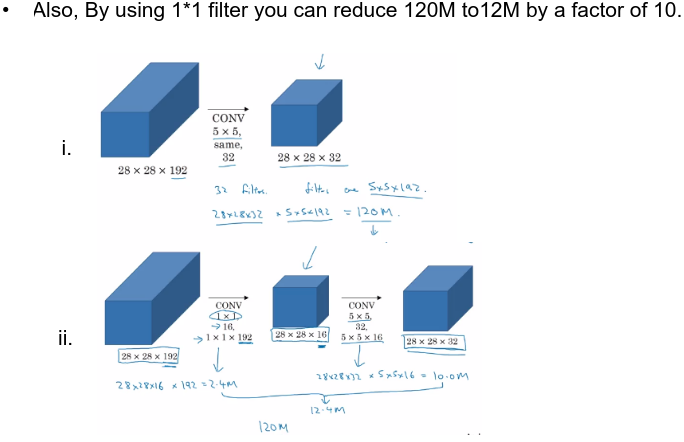 • Also, By using 1*1 filter you can reduce 120M to12M by a factor of 10.
i.
CONV
5 × 5,
same,
32
28 × 28 × 192
28 × 28 × 32
32 filters. filters are 5x5x192.
28x28x32 x 5x5x192 = 120M.
ii.
CONV
1 × 1
→ 16,
→ 1 × 1 × 192
CONV
5 × 5,
32,
5 × 5 × 16
28 × 28 × 192
28 × 28 × 16
28 × 28 × 32
28x28x16 x 192 = 2.4M
28x28x32 x 5x5x16 = 10.0M
12.4M
120M